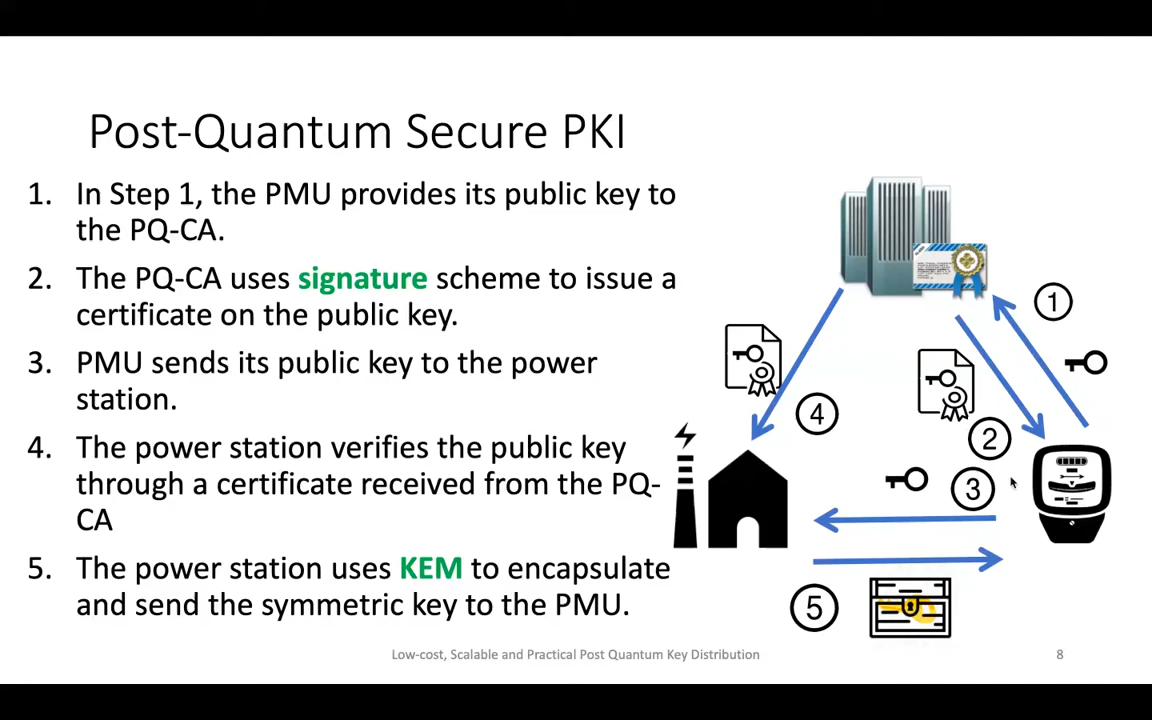 Post-Quantum Secure PKI
1. In Step 1, the PMU provides its public key to
the PQ-CA.
2. The PQ-CA uses signature scheme to issue a
certificate on the public key.
3. PMU sends its public key to the power
station.
4. The power station verifies the public key
through a certificate received from the PQ-
CA
5. The power station uses KEM to encapsulate
and send the symmetric key to the PMU.
1
4
2
3
5
Low-cost, Scalable and Practical Post Quantum Key Distribution
8